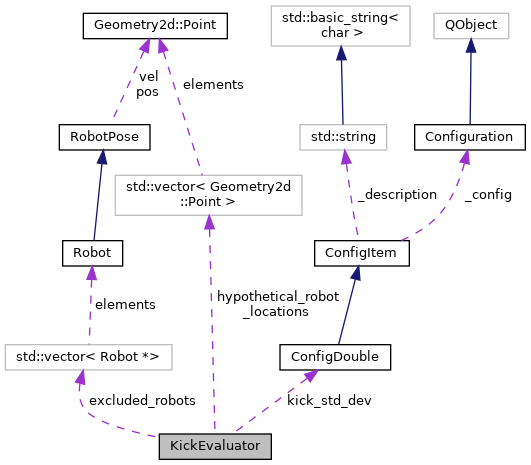 Geometry2d::Point
std::basic_string<
char >
QObject
vel
pos
elements
RobotPose
std::string
Configuration
std::vector< Geometry2d
::Point >
_description
_config
Robot
ConfigItem
elements
hypothetical_robot
_locations
std::vector< Robot *>
ConfigDouble
excluded_robots
kick_std_dev
KickEvaluator